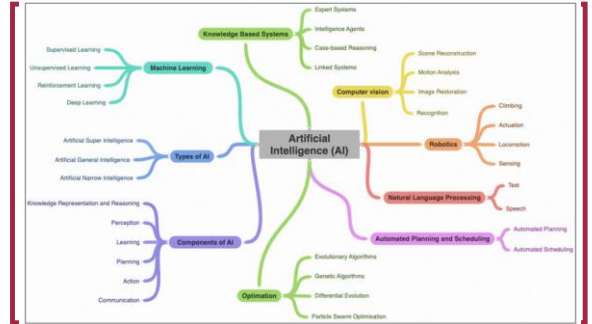 Expert Systems
Knowledge Based Systems
Intelligence Agents
Case-based Reasoning
Linked Systems
Supervised Learning
Unsupervised Learning
Machine Learning
Reinforcement Learning
Deep Learning
Scene Reconstruction
Motion Analysis
Computer vision
Image Restoration
Recognition
Artificial
Intelligence (AI)
Climbing
Actuation
Robotics
Locomotion
Sensing
Artificial Super Intelligence
Types of AI
Artificial General Intelligence
Artificial Narrow Intelligence
Text
Natural Language Processing
Speech
Knowledge Representation and Reasoning
Perception
Learning
Components of AI
Planning
Action
Communication
Automated Planning
Automated Planning and Scheduling
Automated Scheduling
Evolutionary Algorithms
Genetic Algorithms
Optimation
Differential Evolution
Particle Swarm Optimisation